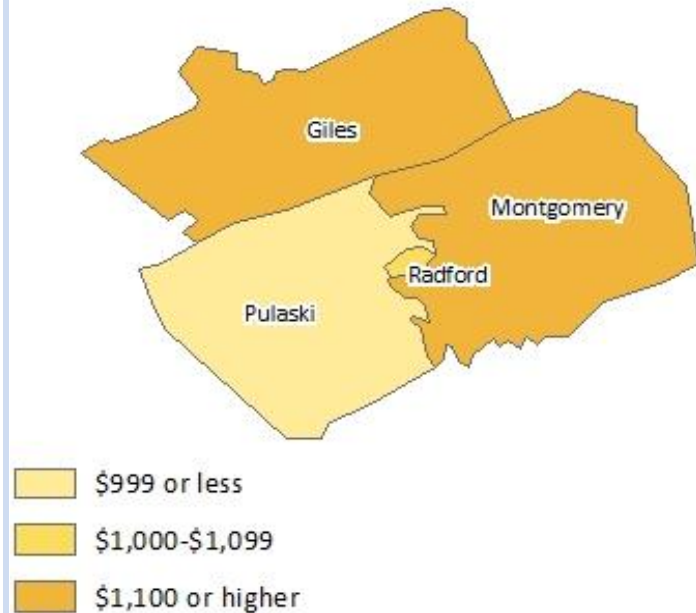 Giles
Montgomery
Radford
Pulaski
$999 or less
$1,000-$1,099
$1,100 or higher